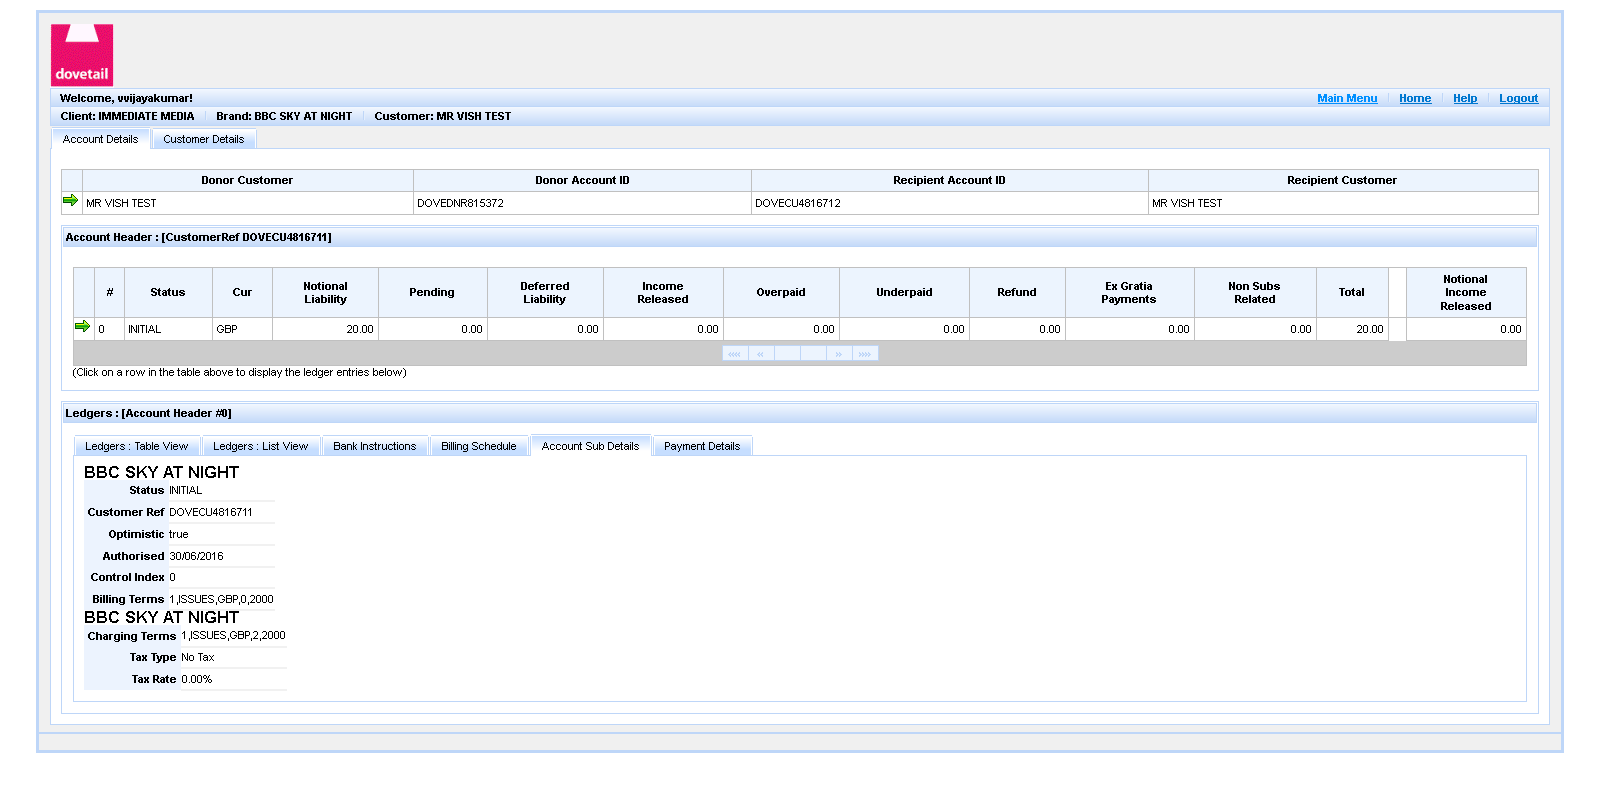 dovetail
Welcome, vvijayakumar! Main Menu Home Help Logout
Client: IMMEDIATE MEDIA Brand: BBC SKY AT NIGHT Customer: MR VISH TEST
Account Details Customer Details
Donor Customer Donor Account ID Recipient Account ID Recipient Customer
MR VISH TEST DOVEDNR815372 DOVECU4816712 MR VISH TEST
Account Header : [CustomerRef DOVECU4816711]
# Status Cur Notional Liability Pending Deferred Liability Income Released Overpaid Underpaid Refund Ex Gratia Payments Non Subs Related Total Notional Income Released
0 INITIAL GBP 20.00 0.00 0.00 0.00 0.00 0.00 0.00 0.00 0.00 20.00 0.00
«« « » »»
(Click on a row in the table above to display the ledger entries below)
Ledgers : [Account Header #0]
Ledgers : Table View Ledgers : List View Bank Instructions Billing Schedule Account Sub Details Payment Details
BBC SKY AT NIGHT
Status INITIAL
Customer Ref DOVECU4816711
Optimistic true
Authorised 30/06/2016
Control Index 0
Billing Terms 1,ISSUES,GBP,0,2000
BBC SKY AT NIGHT
Charging Terms 1,ISSUES,GBP,2,2000
Tax Type No Tax
Tax Rate 0.00%